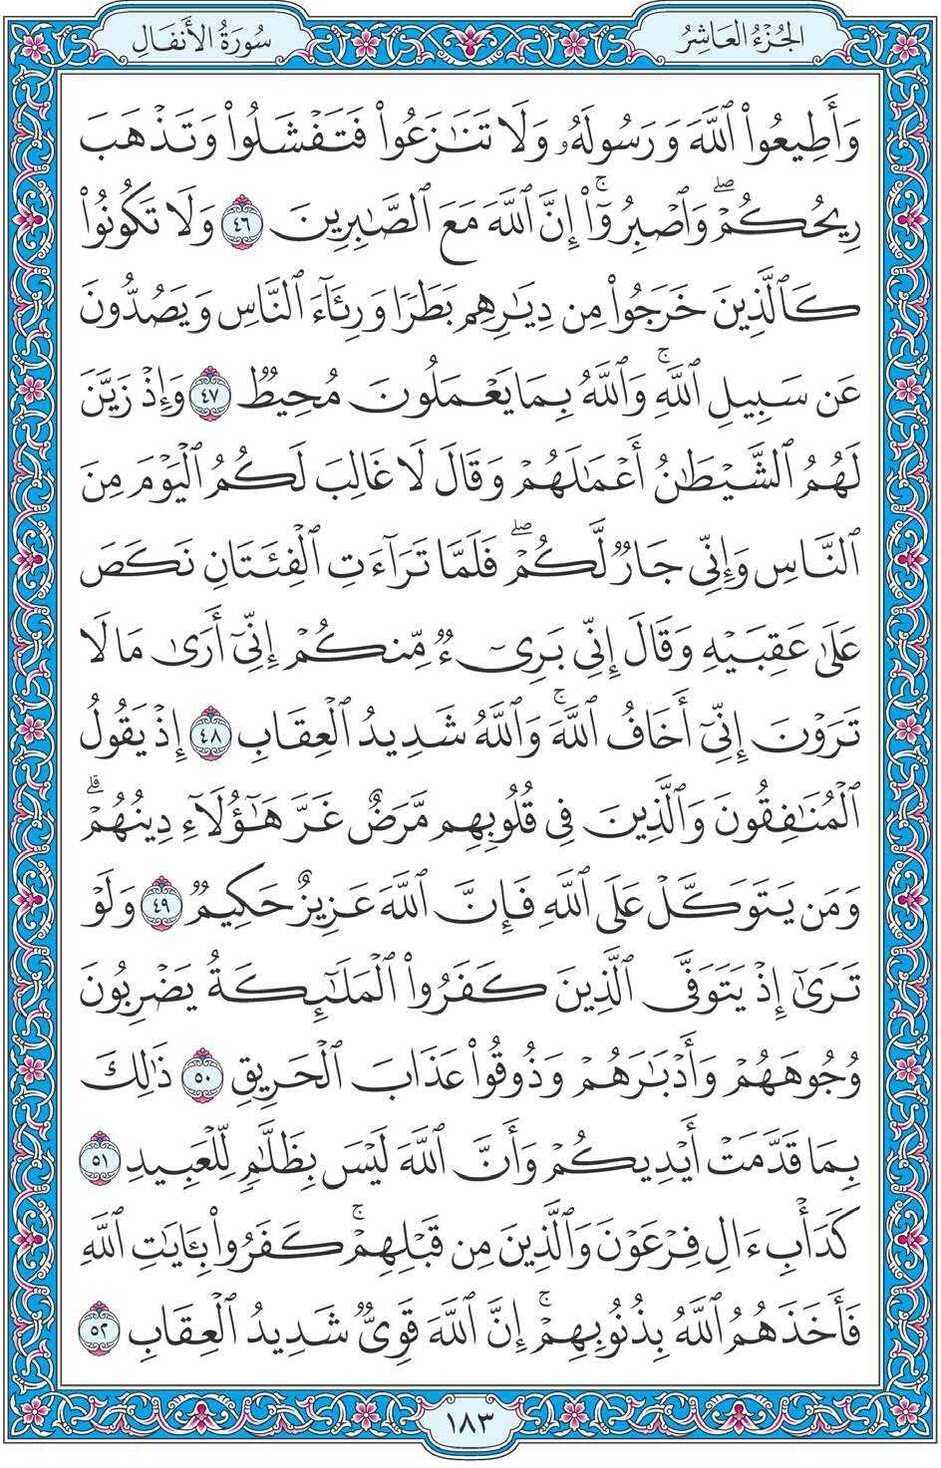 الجُزْءُ العَاشِرُ
سُورَةُ الأَنفَالِ
وَأَطِيعُوا۟ ٱللَّهَ وَرَسُولَهُۥ وَلَا تَنَـٰزَعُوا۟ فَتَفْشَلُوا۟ وَتَذْهَبَ
رِيحُكُمْ ۖ وَٱصْبِرُوٓا۟ ۚ إِنَّ ٱللَّهَ مَعَ ٱلصَّـٰبِرِينَ ٤٦ وَلَا تَكُونُوا۟
كَٱلَّذِينَ خَرَجُوا۟ مِن دِيَـٰرِهِم بَطَرًا وَرِئَآءَ ٱلنَّاسِ وَيَصُدُّونَ
عَن سَبِيلِ ٱللَّهِ ۚ وَٱللَّهُ بِمَا يَعْمَلُونَ مُحِيطٌ ٤٧ وَإِذْ زَيَّنَ
لَهُمُ ٱلشَّيْطَـٰنُ أَعْمَـٰلَهُمْ وَقَالَ لَا غَالِبَ لَكُمُ ٱلْيَوْمَ مِنَ
ٱلنَّاسِ وَإِنِّى جَارٌ لَّكُمْ ۖ فَلَمَّا تَرَآءَتِ ٱلْفِئَتَانِ نَكَصَ
عَلَىٰ عَقِبَيْهِ وَقَالَ إِنِّى بَرِىٓءٌ مِّنكُمْ إِنِّىٓ أَرَىٰ مَا لَا
تَرَوْنَ إِنِّىٓ أَخَافُ ٱللَّهَ ۚ وَٱللَّهُ شَدِيدُ ٱلْعِقَابِ ٤٨ إِذْ يَقُولُ
ٱلْمُنَـٰفِقُونَ وَٱلَّذِينَ فِى قُلُوبِهِم مَّرَضٌ غَرَّ هَـٰٓؤُلَآءِ دِينُهُمْ ۗ
وَمَن يَتَوَكَّلْ عَلَى ٱللَّهِ فَإِنَّ ٱللَّهَ عَزِيزٌ حَكِيمٌ ٤٩ وَلَوْ
تَرَىٰٓ إِذْ يَتَوَفَّى ٱلَّذِينَ كَفَرُوا۟ ٱلْمَلَـٰٓئِكَةُ يَضْرِبُونَ
وُجُوهَهُمْ وَأَدْبَـٰرَهُمْ وَذُوقُوا۟ عَذَابَ ٱلْحَرِيقِ ٥٠ ذَٰلِكَ
بِمَا قَدَّمَتْ أَيْدِيكُمْ وَأَنَّ ٱللَّهَ لَيْسَ بِظَلَّـٰمٍ لِّلْعَبِيدِ ٥١
كَدَأْبِ ءَالِ فِرْعَوْنَ وَٱلَّذِينَ مِن قَبْلِهِمْ ۚ كَفَرُوا۟ بِـَٔايَـٰتِ ٱللَّهِ
فَأَخَذَهُمُ ٱللَّهُ بِذُنُوبِهِمْ ۚ إِنَّ ٱللَّهَ قَوِىٌّ شَدِيدُ ٱلْعِقَابِ ٥٢
١٨٣